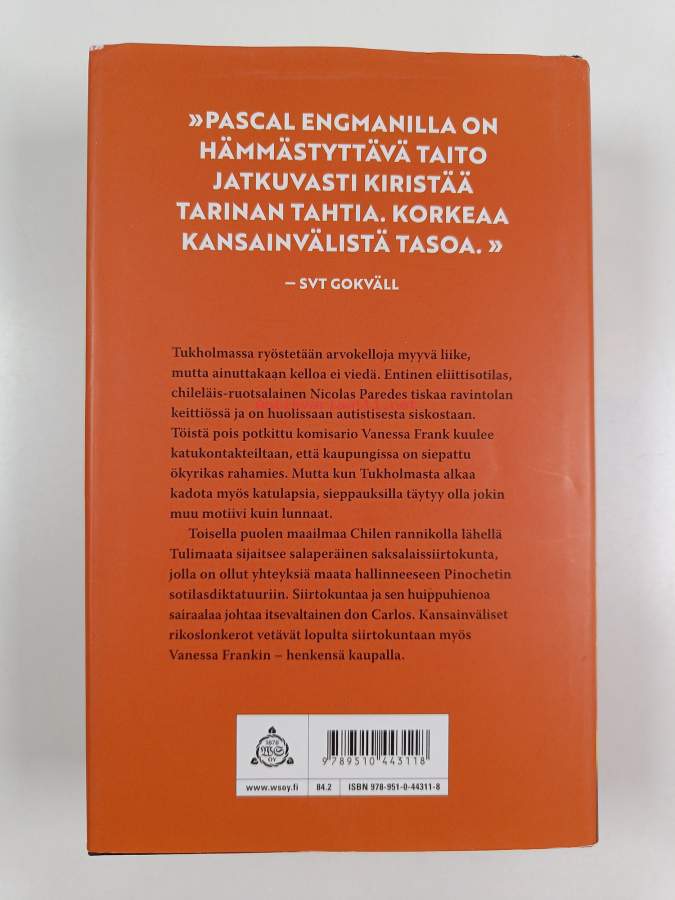 »PASCAL ENGMANILLA ON
HÄMMÄSTYTTÄVÄ TAITO
JATKUVASTI KIRISTÄÄ
TARINAN TAHTIA. KORKEAA
KANSAINVÄLISTÄ TASOA. »
– SVT GOKVÄLL
Tukholmassa ryöstetään arvokelloja myyvä liike,
mutta ainuttakaan kelloa ei viedä. Entinen eliittisotilas,
chileläis-ruotsalainen Nicolas Paredes tiskaa ravintolan
keittiössä ja on huolissaan autistisesta siskostaan.
Töistä pois potkittu komisario Vanessa Frank kuulee
katukontakteiltaan, että kaupungissa on siepattu
ökyrikas rahamies. Mutta kun Tukholmasta alkaa
kadota myös katulapsia, sieppauksilla täytyy olla jokin
muu motiivi kuin lunnaat.
Toisella puolen maailmaa Chilen rannikolla lähellä
Tulimaata sijaitsee salaperäinen saksalaissiirtokunta,
jolla on ollut yhteyksiä maata hallinneeseen Pinochetin
sotilasdiktatuuriin. Siirtokuntaa ja sen huippuhienoa
sairaalaa johtaa itsevaltainen don Carlos. Kansainväliset
rikoslonkerot vetävät lopulta siirtokuntaan myös
Vanessa Frankin – henkensä kaupalla.
1878
WS
OY
9789510443118
www.wsoy.fi
84.2
ISBN 978-951-0-44311-8